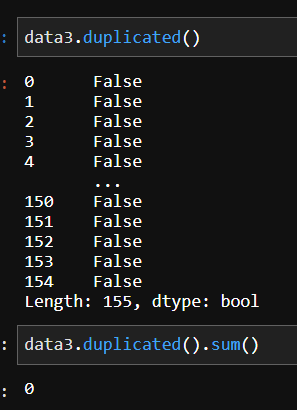 data3.duplicated()
0      False
1      False
2      False
3      False
4      False
       ...
150    False
151    False
152    False
153    False
154    False
Length: 155, dtype: bool
data3.duplicated().sum()
0